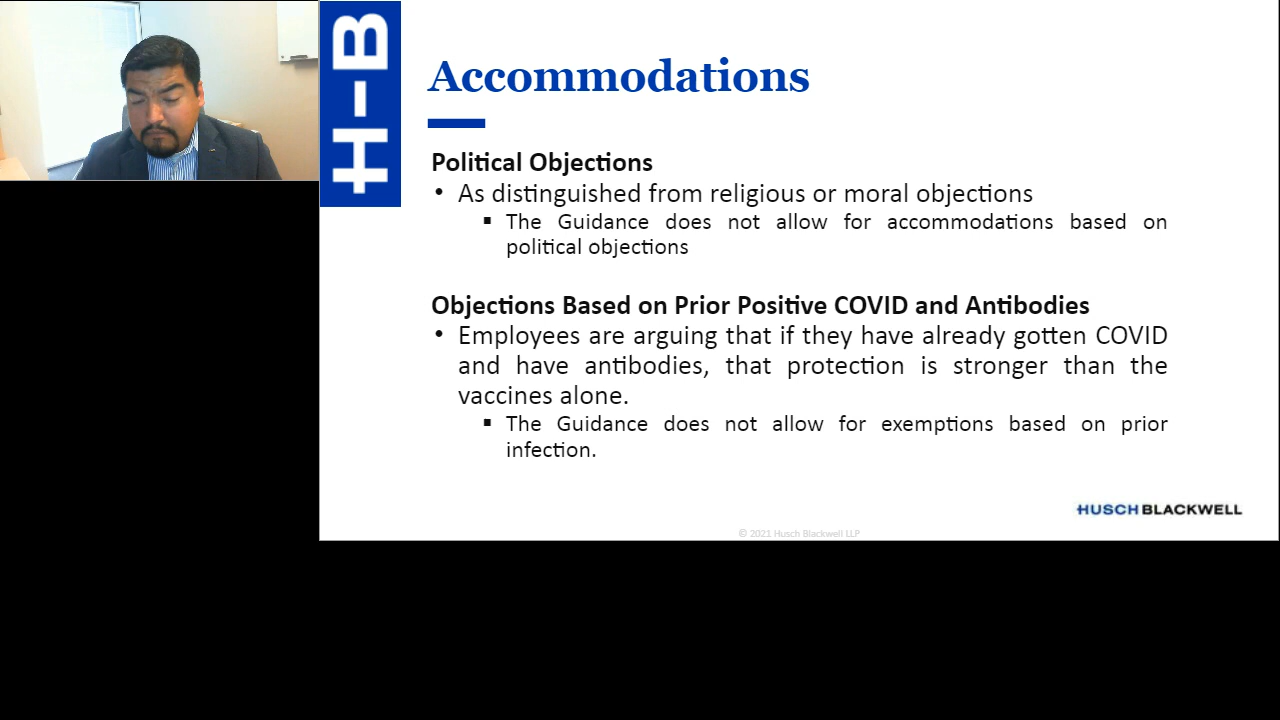 H-B
Accommodations
Political Objections
• As distinguished from religious or moral objections
▪ The Guidance does not allow for accommodations based on
political objections
Objections Based on Prior Positive COVID and Antibodies
• Employees are arguing that if they have already gotten COVID
and have antibodies, that protection is stronger than the
vaccines alone.
▪ The Guidance does not allow for exemptions based on prior
infection.
HUSCH BLACKWELL
© 2021 Husch Blackwell LLP